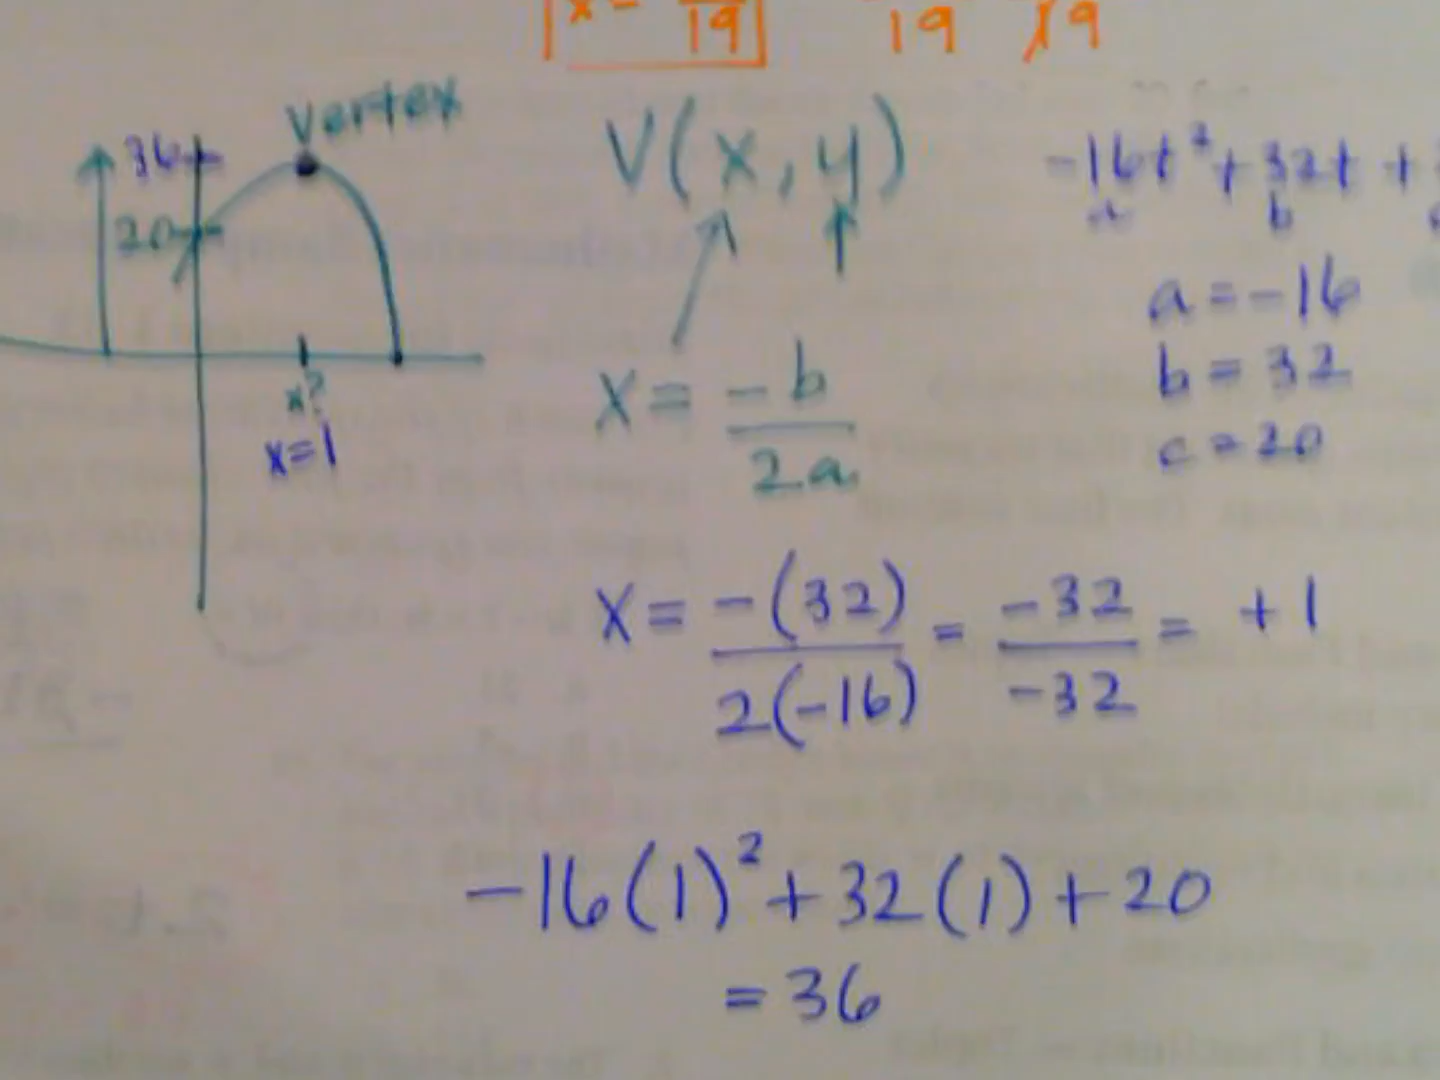 x = 19 19 19
Vertex
36
20
x?
x=1
V(x, y)
x = -b/2a
x = -(32)/2(-16) = -32/-32 = +1
-16t² + 32t +
a b
a = -16
b = 32
c = 20
-16(1)² + 32(1) + 20
= 36